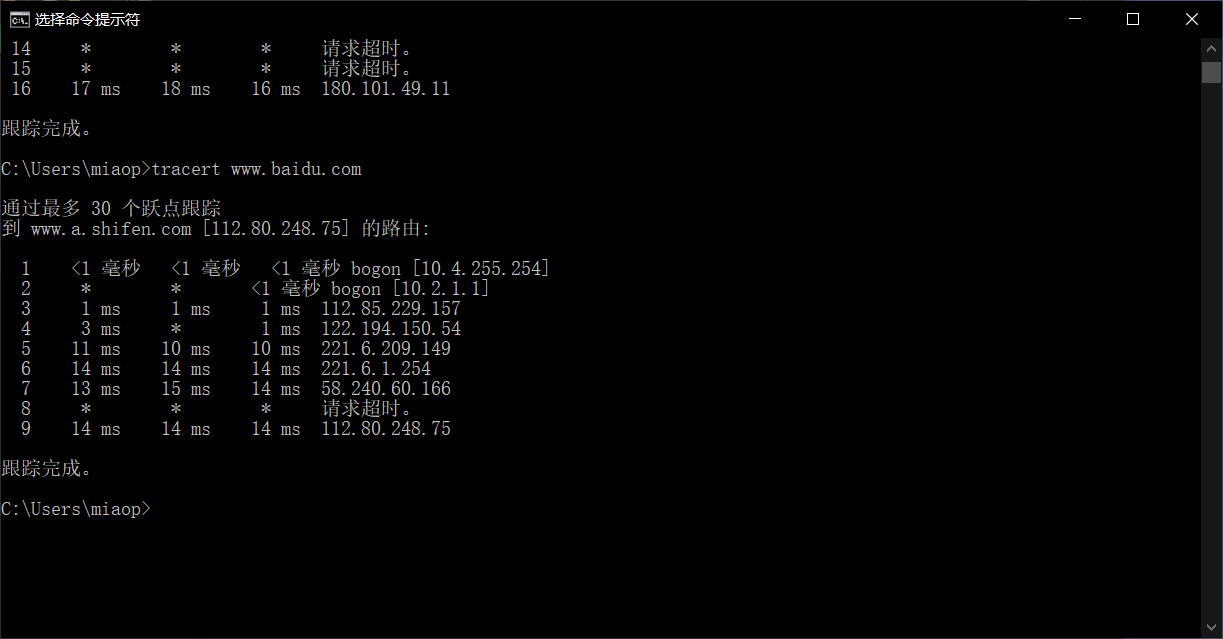 选择命令提示符
14 * * * 请求超时。
15 * * * 请求超时。
16 17 ms 18 ms 16 ms 180.101.49.11
跟踪完成。
C:\Users\miaop>tracert www.baidu.com
通过最多 30 个跃点跟踪
到 www.a.shifen.com [112.80.248.75] 的路由:
1 <1 毫秒 <1 毫秒 <1 毫秒 bogon [10.4.255.254]
2 * * <1 毫秒 bogon [10.2.1.1]
3 1 ms 1 ms 1 ms 112.85.229.157
4 3 ms * 1 ms 122.194.150.54
5 11 ms 10 ms 10 ms 221.6.209.149
6 14 ms 14 ms 14 ms 221.6.1.254
7 13 ms 15 ms 14 ms 58.240.60.166
8 * * * 请求超时。
9 14 ms 14 ms 14 ms 112.80.248.75
跟踪完成。
C:\Users\miaop>